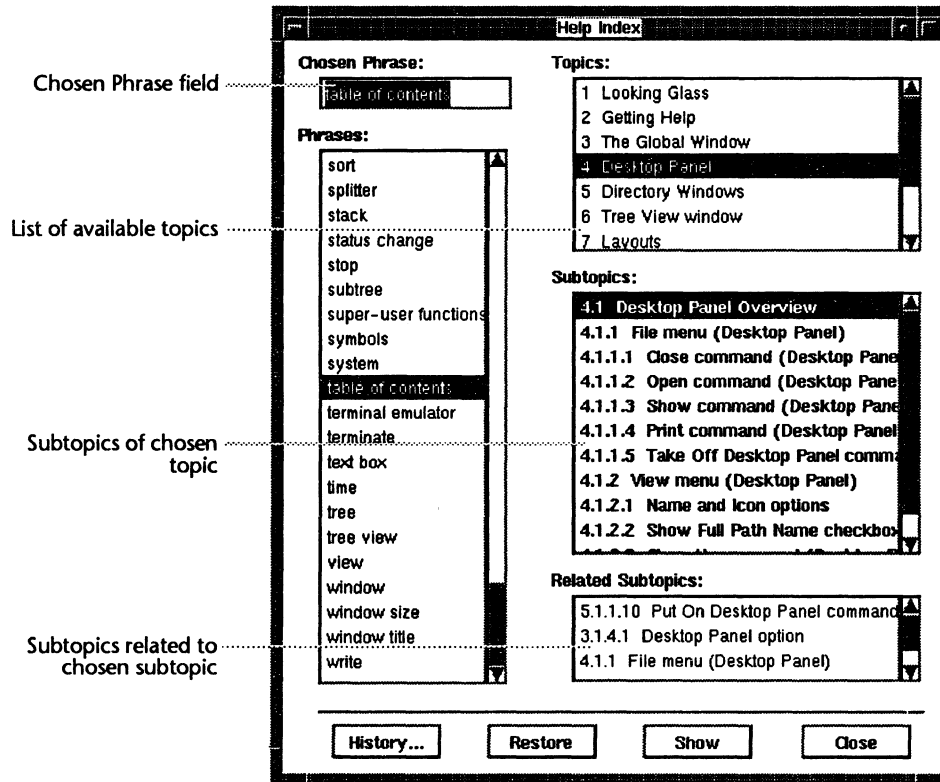 Help Index
Chosen Phrase:
Chosen Phrase field
table of contents
Phrases:
sort
splitter
stack
List of available topics
status change
stop
subtree
super-user functions
symbols
system
table of contents
terminal emulator
Subtopics of chosen
topic
terminate
text box
time
tree
tree view
view
window
window size
window title
Subtopics related to
chosen subtopic
write
Topics:
1 Looking Glass
2 Getting Help
3 The Global Window
4 Desktop Panel
5 Directory Windows
6 Tree View window
7 Layouts
Subtopics:
4.1 Desktop Panel Overview
4.1.1 File menu (Desktop Panel)
4.1.1.1 Close command (Desktop Pane
4.1.1.2 Open command (Desktop Pane
4.1.1.3 Show command (Desktop Pane
4.1.1.4 Print command (Desktop Panel
4.1.1.5 Take Off Desktop Panel comma
4.1.2 View menu (Desktop Panel)
4.1.2.1 Name and Icon options
4.1.2.2 Show Full Path Name checkbox
Related Subtopics:
5.1.1.10 Put On Desktop Panel command
3.1.4.1 Desktop Panel option
4.1.1 File menu (Desktop Panel)
History...
Restore
Show
Close